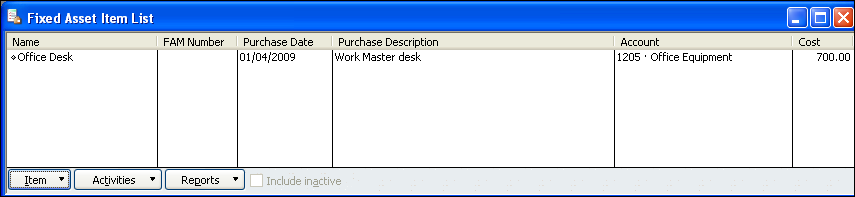 Fixed Asset Item List
Name FAM Number Purchase Date Purchase Description Account Cost
Office Desk 01/04/2009 Work Master desk 1205 · Office Equipment 700.00
Item Activities Reports Include inactive